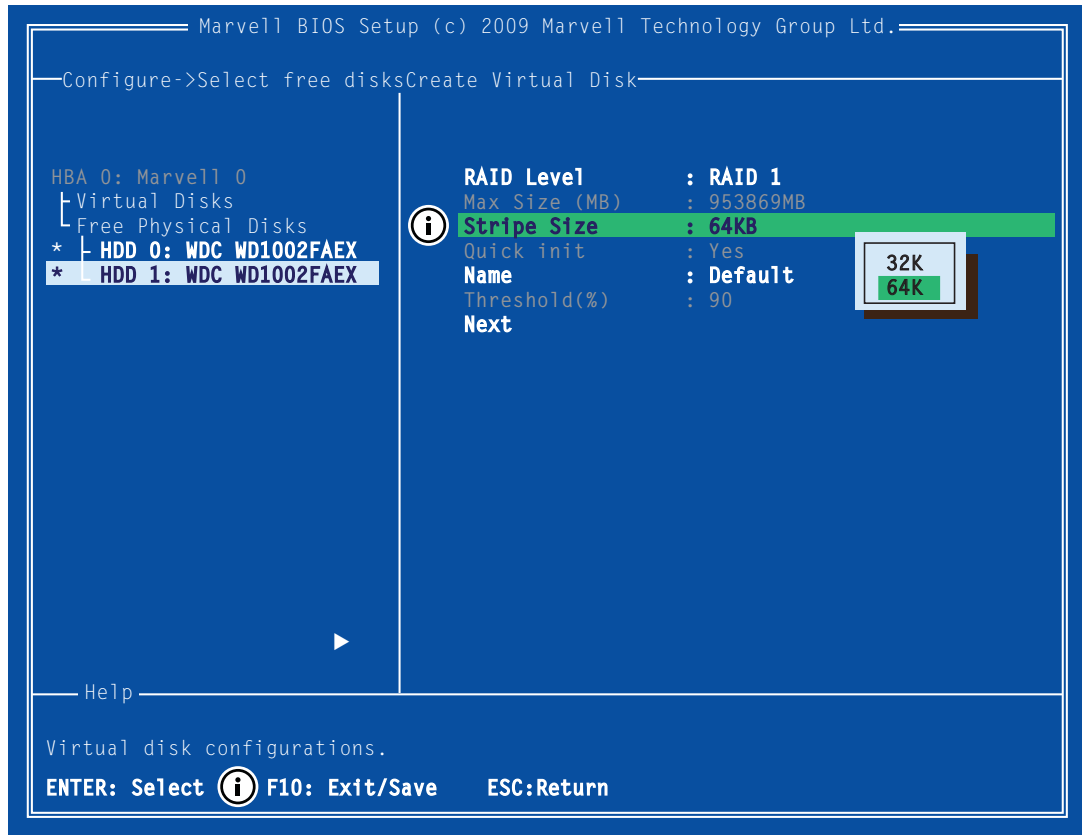 Marvell BIOS Setup (c) 2009 Marvell Technology Group Ltd.
Configure->Select free disksCreate Virtual Disk
HBA 0: Marvell 0
Virtual Disks
Free Physical Disks
* HDD 0: WDC WD1002FAEX
* HDD 1: WDC WD1002FAEX
RAID Level : RAID 1
Max Size (MB) : 953869MB
Stripe Size : 64KB
Quick init : Yes
Name : Default
Threshold(%) : 90
Next
32K
64K
Help
Virtual disk configurations.
ENTER: Select i F10: Exit/Save ESC:Return